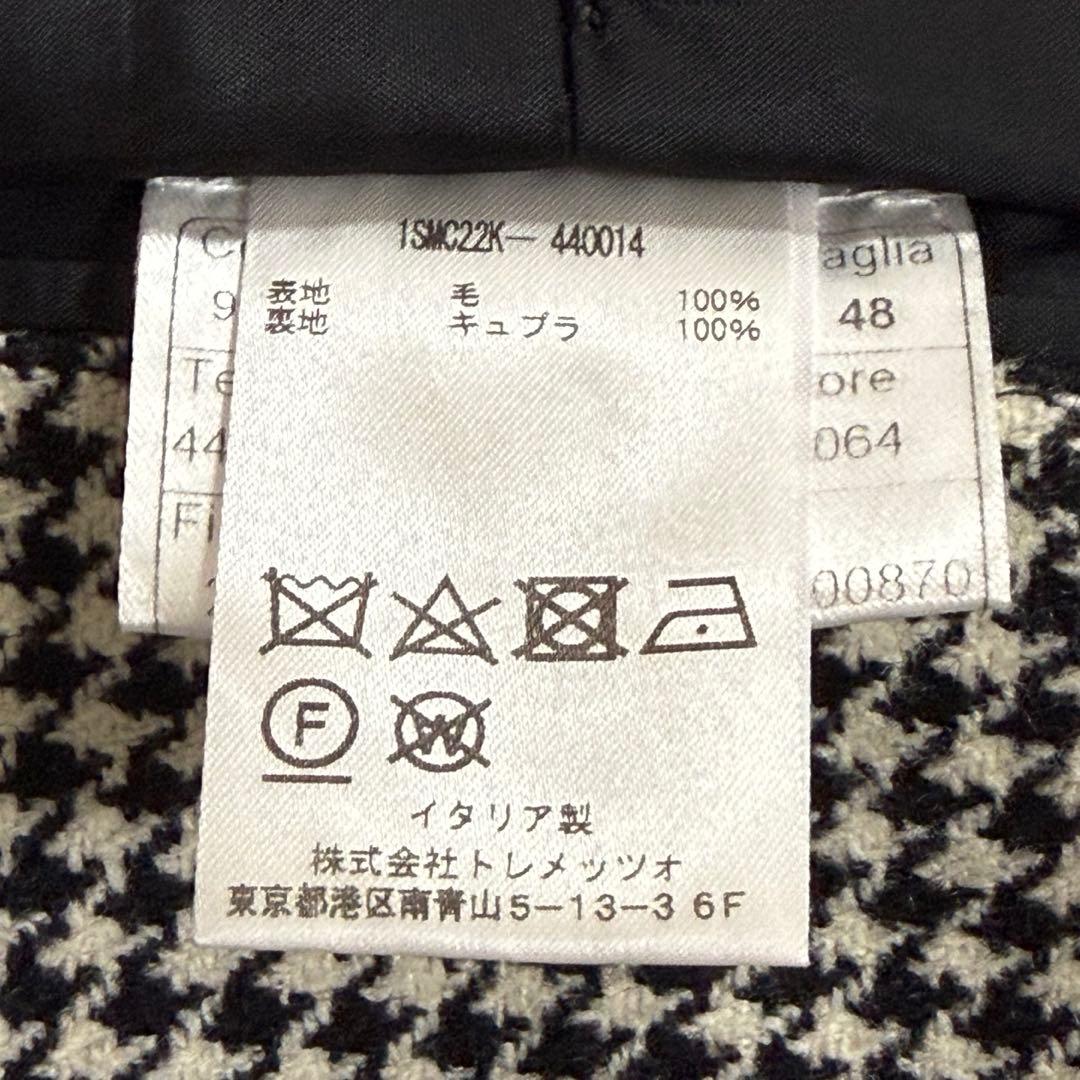 1SMC22K— 440014
表地 毛 100%
裏地 キュプラ 100%
aglia
48
ore
064
00870
F
W
イタリア製
株式会社トレメッツオ
東京都港区南青山5-13-3 6F